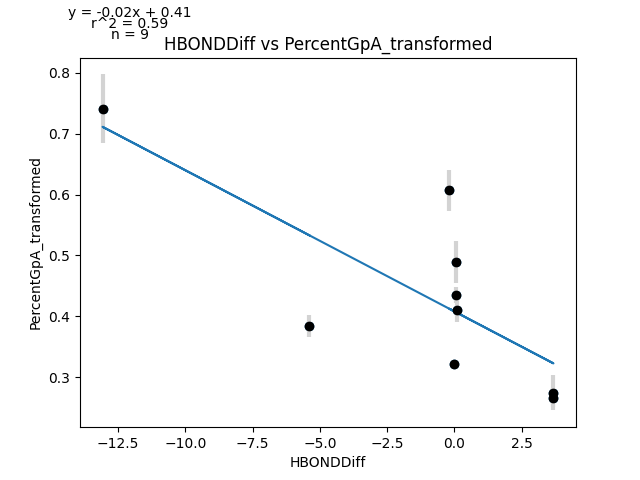 y = -0.02x + 0.41
r^2 = 0.59
n = 9
HBONDDiff vs PercentGpA_transformed
PercentGpA_transformed
0.8
0.7
0.6
0.5
0.4
0.3
−12.5 −10.0 −7.5 −5.0 −2.5 0.0 2.5
HBONDDiff